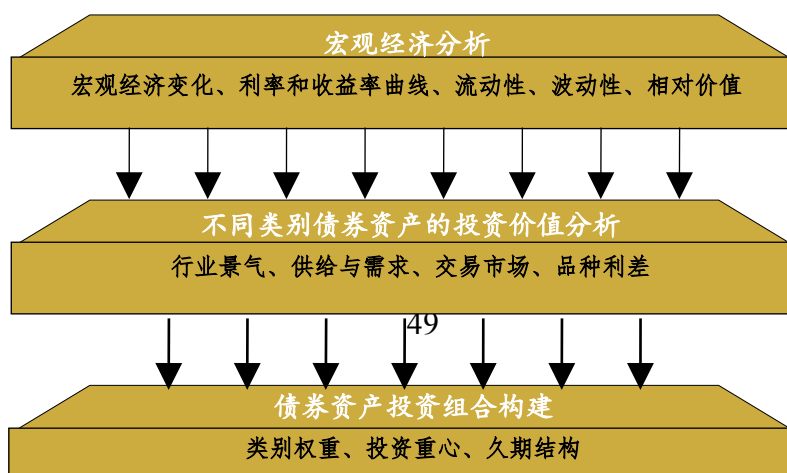 宏观经济分析
宏观经济变化、利率和收益率曲线、流动性、波动性、相对价值
不同类别债券资产的投资价值分析
行业景气、供给与需求、交易市场、品种利差
49
债券资产投资组合构建
类别权重、投资重心、久期结构